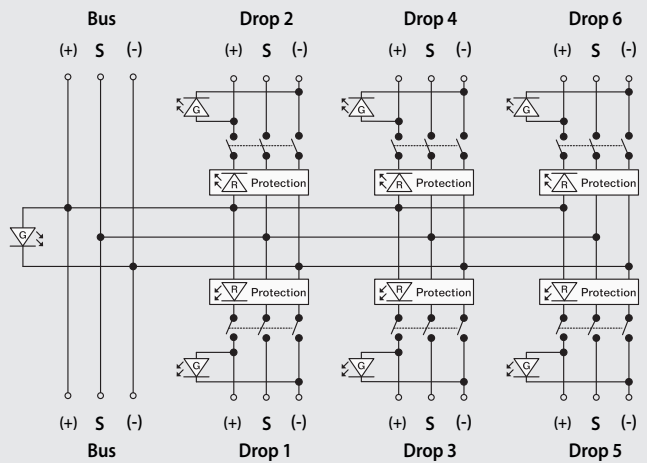 Bus Drop 2 Drop 4 Drop 6
(+) S (-) (+) S (-) (+) S (-) (+) S (-)
G G G
R Protection R Protection R Protection
G
R Protection R Protection R Protection
G G G
(+) S (-) (+) S (-) (+) S (-) (+) S (-)
Bus Drop 1 Drop 3 Drop 5